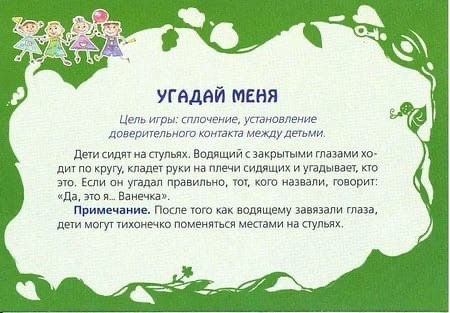 УГАДАЙ МЕНЯ
Цель игры: сплочение, установление
доверительного контакта между детьми.
Дети сидят на стульях. Водящий с закрытыми глазами хо-
дит по кругу, кладет руки на плечи сидящих и угадывает, кто
это. Если он угадал правильно, тот, кого назвали, говорит:
«Да, это я... Ванечка».
Примечание. После того как водящему завязали глаза,
дети могут тихонечко поменяться местами на стульях.